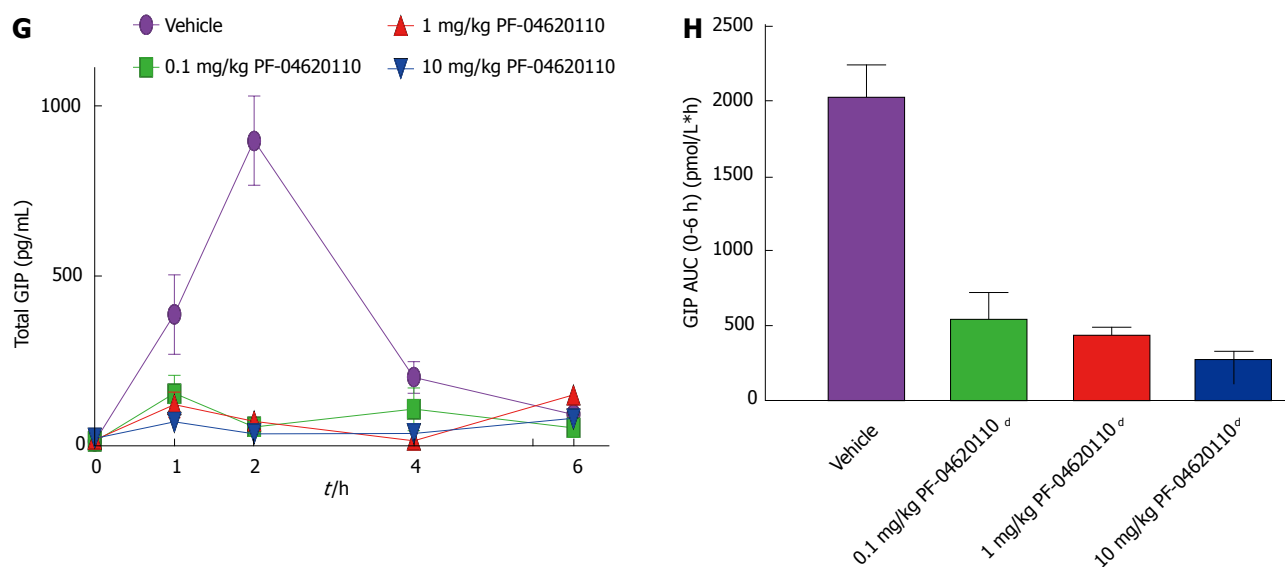 G
Vehicle
1 mg/kg PF-04620110
0.1 mg/kg PF-04620110
10 mg/kg PF-04620110
1000
500
0
Total GIP (pg/mL)
0 1 2 4 6
t/h
H
2500
2000
1500
1000
500
0
GIP AUC (0-6 h) (pmol/L*h)
Vehicle
0.1 mg/kg PF-04620110 d
1 mg/kg PF-04620110 d
10 mg/kg PF-04620110 d